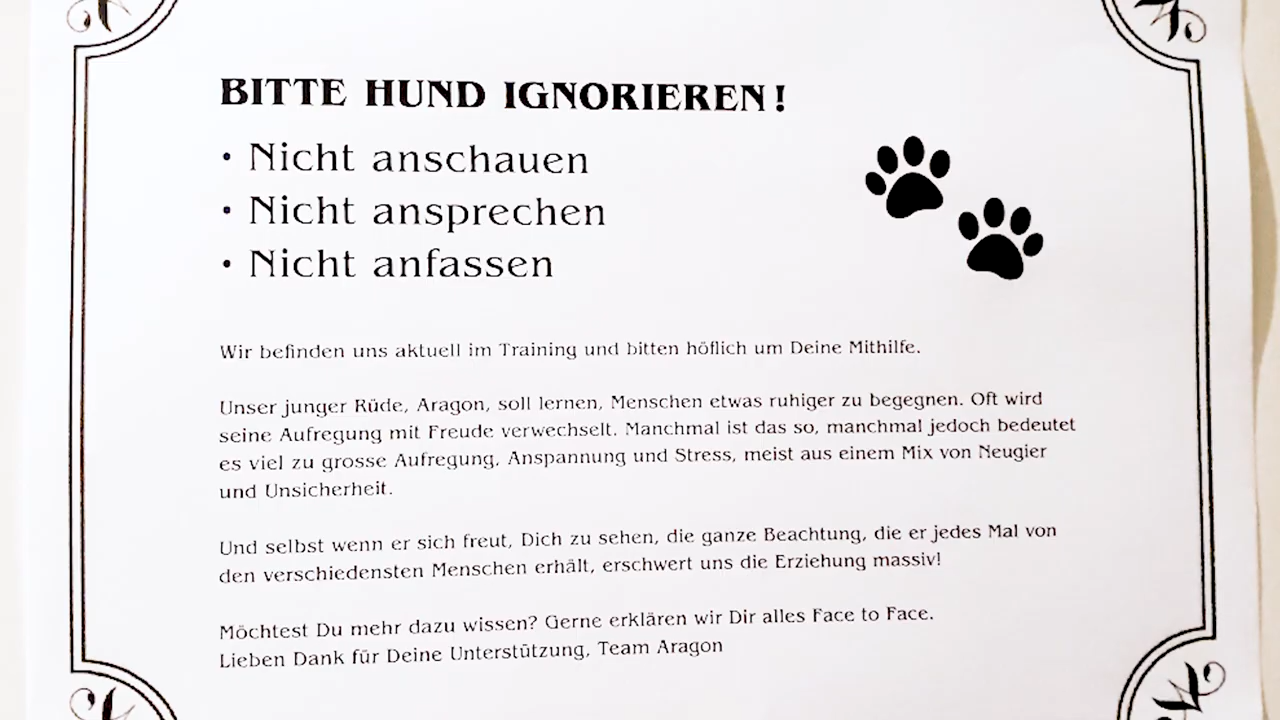 BITTE HUND IGNORIEREN!
• Nicht anschauen
• Nicht ansprechen
• Nicht anfassen
Wir befinden uns aktuell im Training und bitten höflich um Deine Mithilfe.
Unser junger Rüde, Aragon, soll lernen, Menschen etwas ruhiger zu begegnen. Oft wird
seine Aufregung mit Freude verwechselt. Manchmal ist das so, manchmal jedoch bedeutet
es viel zu grosse Aufregung, Anspannung und Stress, meist aus einem Mix von Neugier
und Unsicherheit.
Und selbst wenn er sich freut, Dich zu sehen, die ganze Beachtung, die er jedes Mal von
den verschiedensten Menschen erhält, erschwert uns die Erziehung massiv!
Möchtest Du mehr dazu wissen? Gerne erklären wir Dir alles Face to Face.
Lieben Dank für Deine Unterstützung, Team Aragon